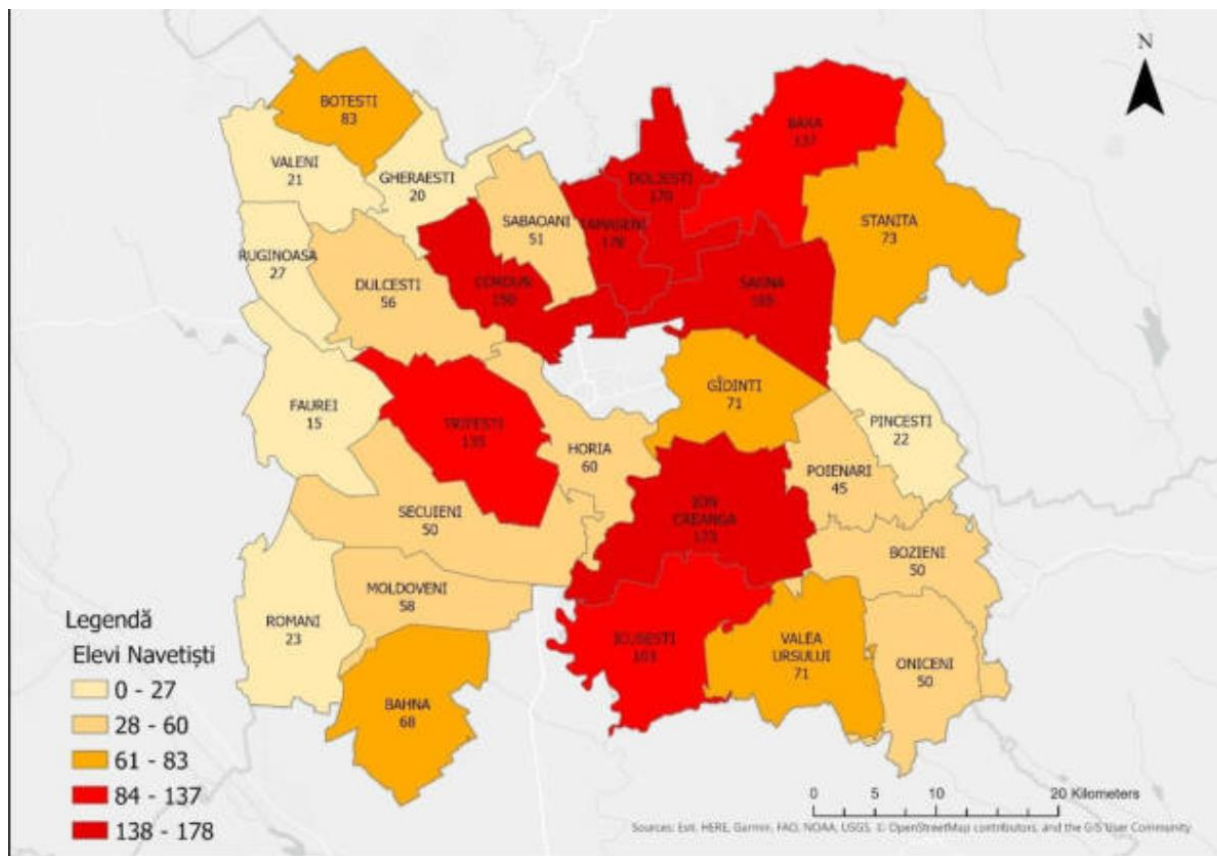 N
BOTESTI
83
BARA
137
VALENI
21
GHERAESTI
20
DOLJESTI
170
SABAOANI
51
TAMASENI
STANITA
73
RUGINOASA
27
DULCESTI
56
CORDUN
150
SAGNA
GÎDINTI
71
FAUREI
15
TRIFESTI
135
PINCESTI
22
HORIA
60
POIENARI
45
ION
CREANGA
SECUIENI
50
BOZIENI
50
MOLDOVENI
58
ROMANI
23
ICUSESTI
103
VALEA
URSULUI
71
ONICENI
50
BAHNA
68
Legendă
Elevi Navetiști
0 - 27
28 - 60
61 - 83
84 - 137
138 - 178
0 5 10 20 Kilometers
Sources: Esri, HERE, Garmin, FAO, NOAA, USGS, © OpenStreetMap contributors, and the GIS User Community